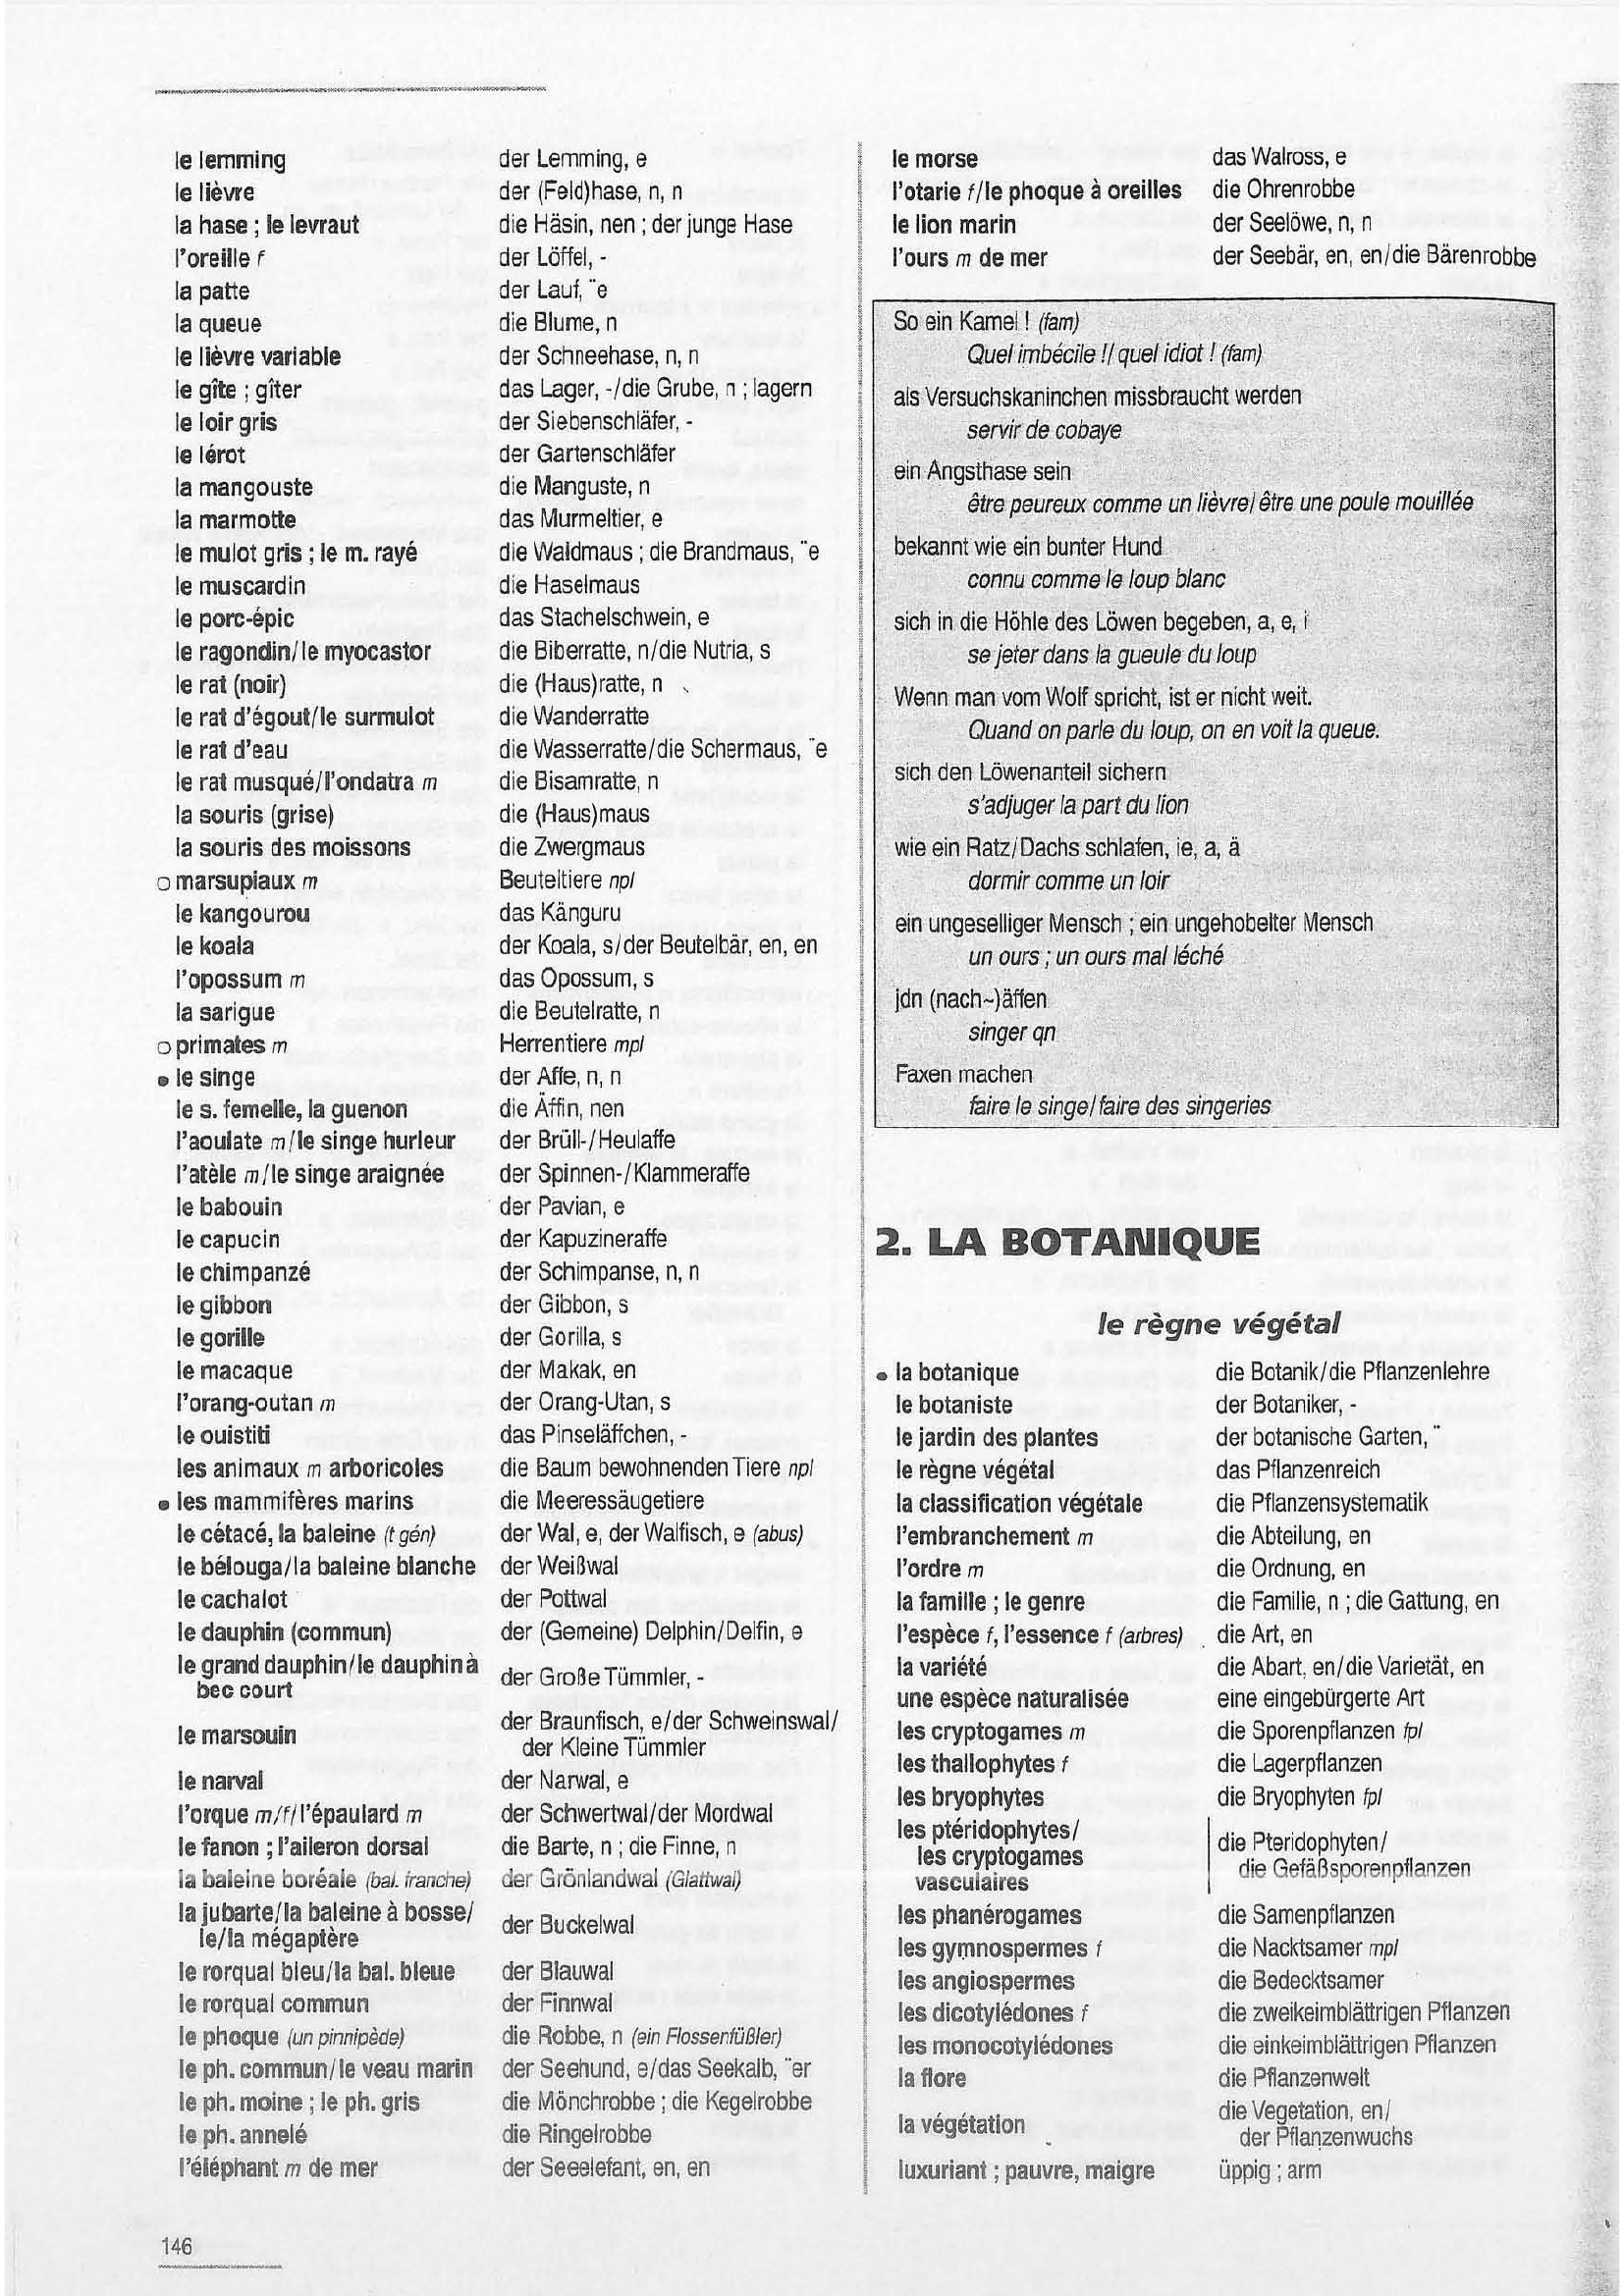 le lemming der Lemming, e
le lièvre der (Feld)hase, n, n
la hase ; le levraut die Häsin, nen ; der junge Hase
l'oreille f der Löffel, -
la patte der Lauf, ¨e
la queue die Blume, n
le lièvre variable der Schneehase, n, n
le gîte ; gîter das Lager, -/die Grube, n ; lagern
le loir gris der Siebenschläfer, -
le lérot der Gartenschläfer
la mangouste die Manguste, n
la marmotte das Murmeltier, e
le mulot gris ; le m. rayé die Waldmaus ; die Brandmaus, ¨e
le muscardin die Haselmaus
le porc-épic das Stachelschwein, e
le ragondin/le myocastor die Biberratte, n/die Nutria, s
le rat (noir) die (Haus)ratte, n
le rat d'égout/le surmulot die Wanderratte
le rat d'eau die Wasserratte/die Schermaus, ¨e
le rat musqué/l'ondatra m die Bisamratte, n
la souris (grise) die (Haus)maus
la souris des moissons die Zwergmaus
○ marsupiaux m Beuteltiere npl
le kangourou das Känguru
le koala der Koala, s/der Beutelbär, en, en
l'opossum m das Opossum, s
la sarigue die Beutelratte, n
○ primates m Herrentiere mpl
● le singe der Affe, n, n
le s. femelle, la guenon die Äffin, nen
l'aoulate m/le singe hurleur der Brüll-/Heulaffe
l'atèle m/le singe araignée der Spinnen-/Klammeraffe
le babouin der Pavian, e
le capucin der Kapuzineraffe
le chimpanzé der Schimpanse, n, n
le gibbon der Gibbon, s
le gorille der Gorilla, s
le macaque der Makak, en
l'orang-outan m der Orang-Utan, s
le ouistiti das Pinseläffchen, -
les animaux m arboricoles die Baum bewohnenden Tiere npl
● les mammifères marins die Meeressäugetiere
le cétacé, la baleine (t gén) der Wal, e, der Walfisch, e (abus)
le bélouga/la baleine blanche der Weißwal
le cachalot der Pottwal
le dauphin (commun) der (Gemeine) Delphin/Delfin, e
le grand dauphin/le dauphin à
bec court der Große Tümmler, -
le marsouin der Braunfisch, e/der Schweinswal/
der Kleine Tümmler
le narval der Narwal, e
l'orque m/f/l'épaulard m der Schwertwal/der Mordwal
le fanon ; l'aileron dorsal die Barte, n ; die Finne, n
la baleine boréale (bal. franche) der Grönlandwal (Glattwal)
la jubarte/la baleine à bosse/
le/la mégaptère der Buckelwal
le rorqual bleu/la bal. bleue der Blauwal
le rorqual commun der Finnwal
le phoque (un pinnipède) die Robbe, n (ein Flossenfüßler)
le ph. commun/le veau marin der Seehund, e/das Seekalb, ¨er
le ph. moine ; le ph. gris die Mönchrobbe ; die Kegelrobbe
le ph. annelé die Ringelrobbe
l'éléphant m de mer der Seeelefant, en, en
146
le morse das Walross, e
l'otarie f/le phoque à oreilles die Ohrenrobbe
le lion marin der Seelöwe, n, n
l'ours m de mer der Seebär, en, en/die Bärenrobbe
So ein Kamel ! (fam)
Quel imbécile !/ quel idiot ! (fam)
als Versuchskaninchen missbraucht werden
servir de cobaye
ein Angsthase sein
être peureux comme un lièvre/ être une poule mouillée
bekannt wie ein bunter Hund
connu comme le loup blanc
sich in die Höhle des Löwen begeben, a, e, i
se jeter dans la gueule du loup
Wenn man vom Wolf spricht, ist er nicht weit.
Quand on parle du loup, on en voit la queue.
sich den Löwenanteil sichern
s'adjuger la part du lion
wie ein Ratz/Dachs schlafen, ie, a, ä
dormir comme un loir
ein ungeselliger Mensch ; ein ungehobelter Mensch
un ours ; un ours mal léché
jdn (nach~)äffen
singer qn
Faxen machen
faire le singe/ faire des singeries
2. LA BOTANIQUE
le règne végétal
● la botanique die Botanik/die Pflanzenlehre
le botaniste der Botaniker, -
le jardin des plantes der botanische Garten, ¨
le règne végétal das Pflanzenreich
la classification végétale die Pflanzensystematik
l'embranchement m die Abteilung, en
l'ordre m die Ordnung, en
la famille ; le genre die Familie, n ; die Gattung, en
l'espèce f, l'essence f (arbres) die Art, en
la variété die Abart, en/die Varietät, en
une espèce naturalisée eine eingebürgerte Art
les cryptogames m die Sporenpflanzen fpl
les thallophytes f die Lagerpflanzen
les bryophytes die Bryophyten fpl
les ptéridophytes/ die Pteridophyten/
les cryptogames die Gefäßsporenpflanzen
vasculaires
les phanérogames die Samenpflanzen
les gymnospermes f die Nacktsamer mpl
les angiospermes die Bedecktsamer
les dicotylédones f die zweikeimblättrigen Pflanzen
les monocotylédones die einkeimblättrigen Pflanzen
la flore die Pflanzenwelt
la végétation die Vegetation, en/
der Pflanzenwuchs
luxuriant ; pauvre, maigre üppig ; arm